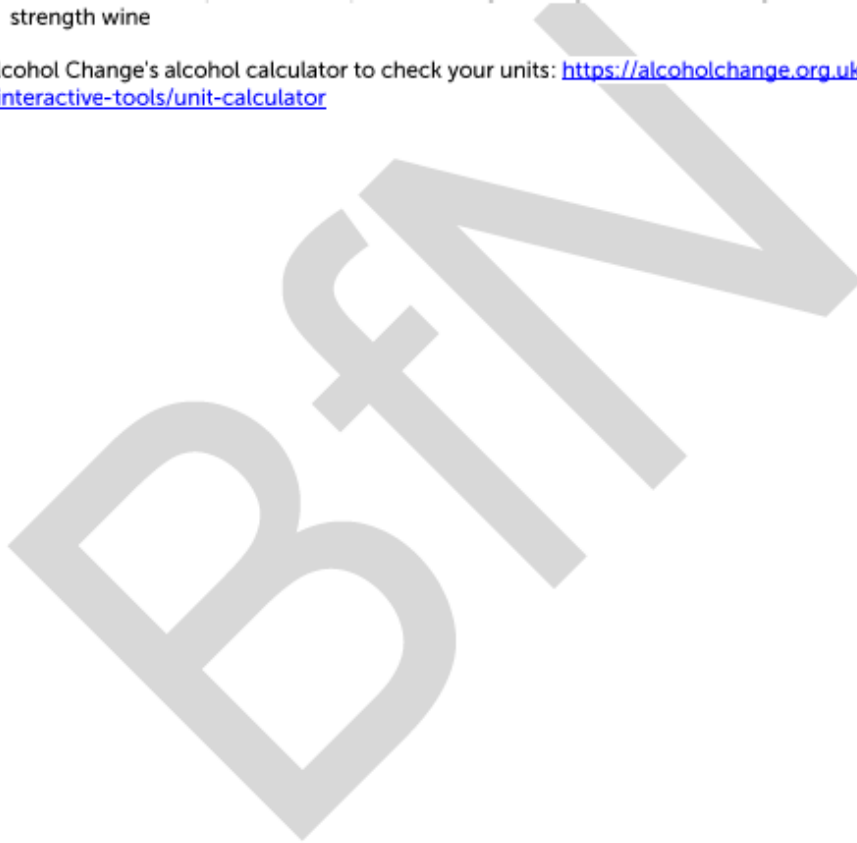 strength wine
lcohol Change's alcohol calculator to check your units: https://alcoholchange.org.uk
interactive-tools/unit-calculator
BfN